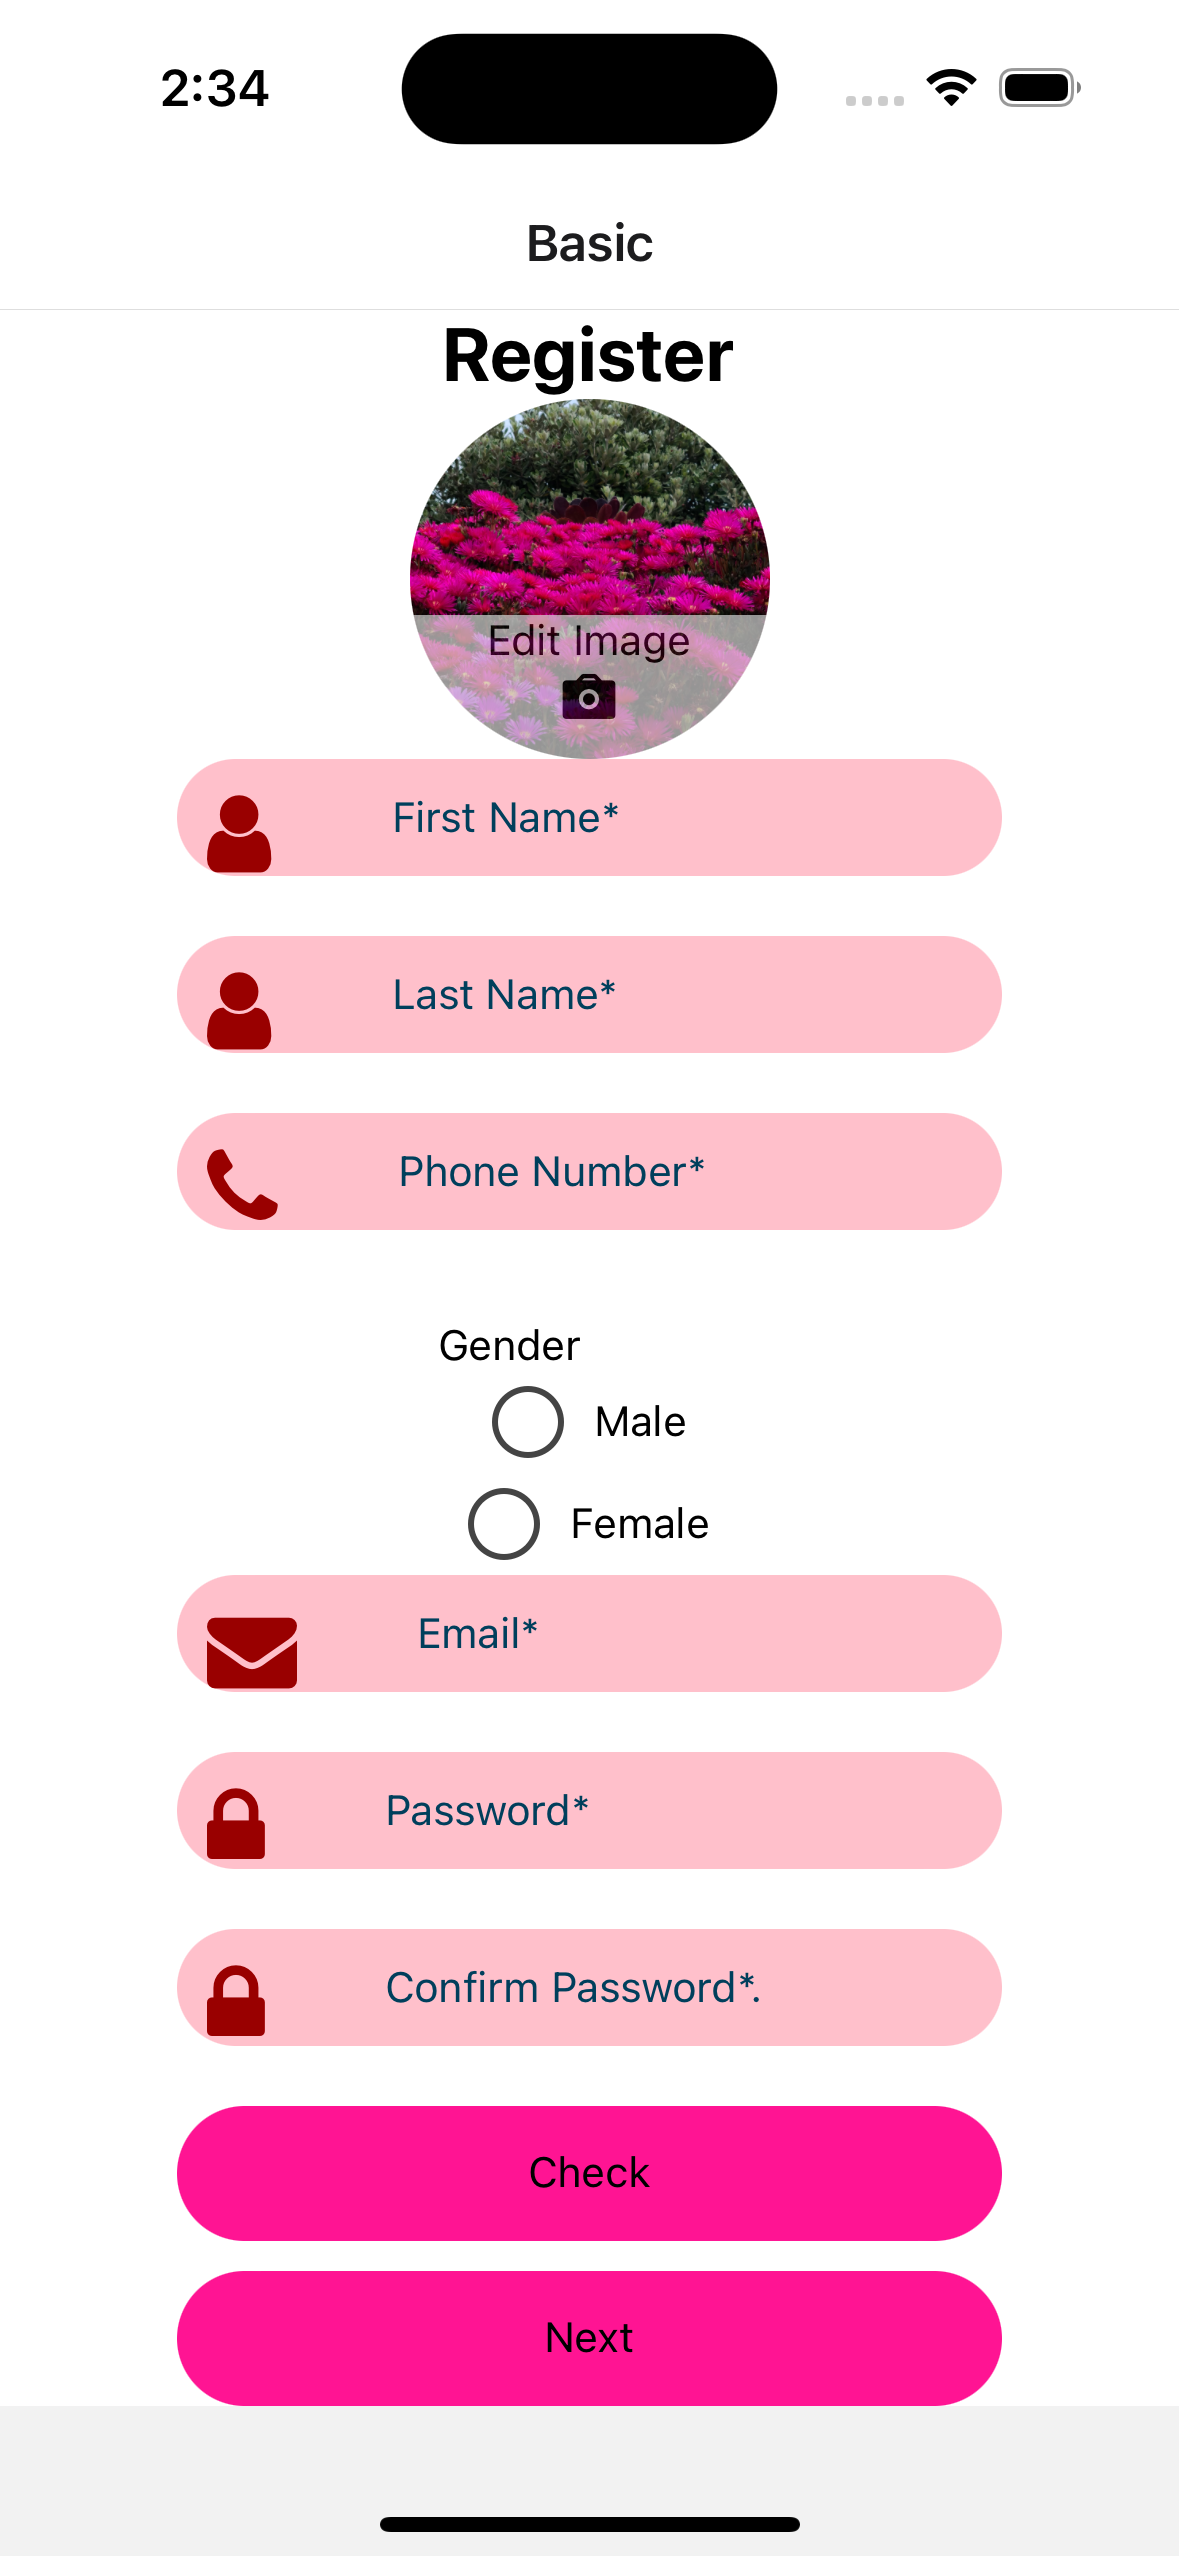 2:34
Basic
Register
Edit Image
First Name*
Last Name*
Phone Number*
Gender
Male
Female
Email*
Password*
Confirm Password*.
Check
Next